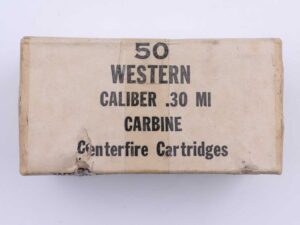 50
WESTERN
CALIBER .30 MI
CARBINE
Centerfire Cartridges